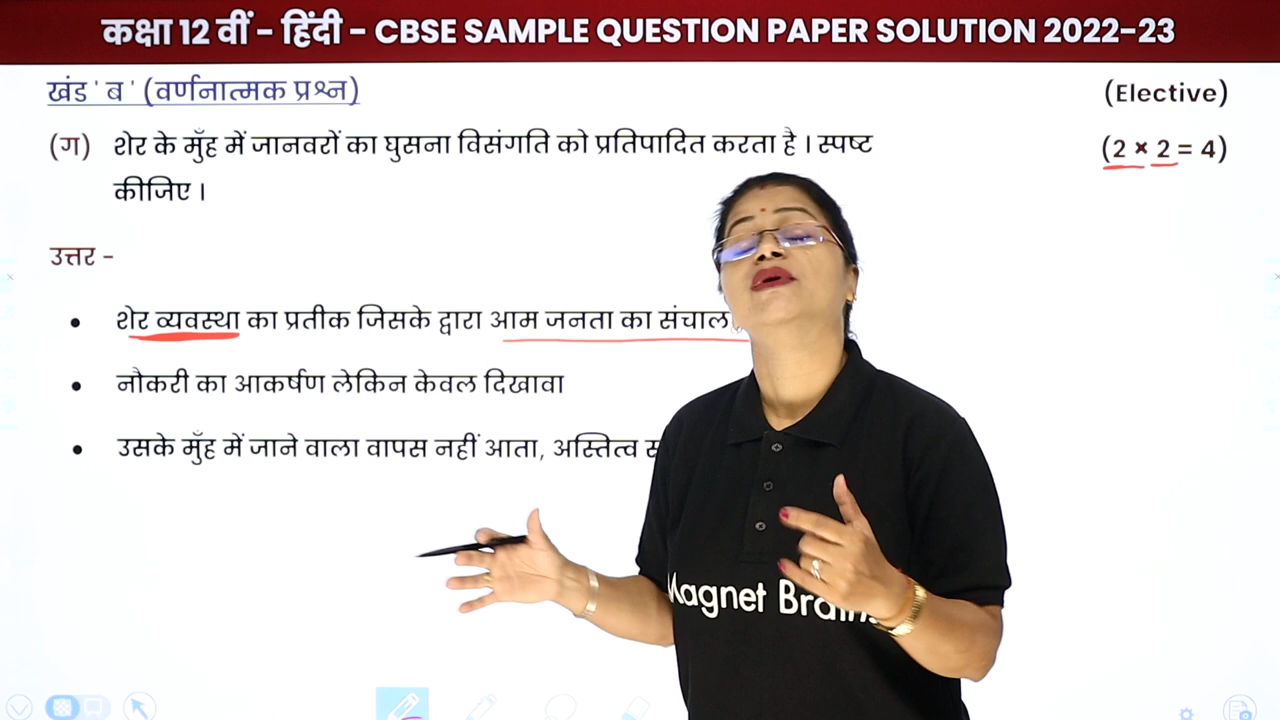 कक्षा 12 वीं – हिंदी – CBSE SAMPLE QUESTION PAPER SOLUTION 2022-23
खंड ' ब ' (वर्णनात्मक प्रश्न) (Elective)
(ग) शेर के मुँह में जानवरों का घुसना विसंगति को प्रतिपादित करता है । स्पष्ट (2 × 2 = 4)
कीजिए ।
उत्तर –
• शेर व्यवस्था का प्रतीक जिसके द्वारा आम जनता का
• नौकरी का आकर्षण लेकिन केवल दिखावा
• उसके मुँह में जाने वाला वापस नहीं आता, अस्तित्व
Magnet Brains